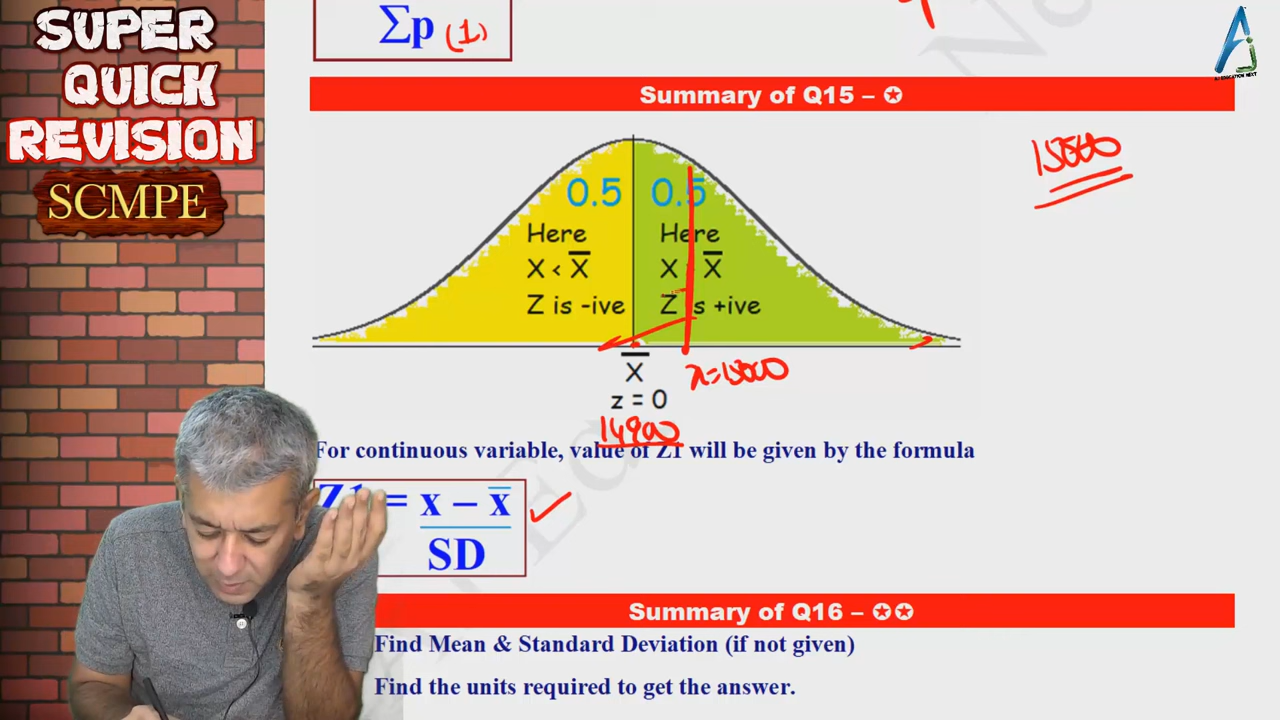 SUPER
QUICK
REVISION
SCMPE
Σp (1)
Summary of Q15 – ✪
15000
0.5 0.5
Here Here
X < X̅ X X̅
Z is -ive Z is +ive
X̅
x=15000
z = 0
14900
For continuous variable, value of Z1 will be given by the formula
Z1 = x – x̅
SD
Summary of Q16 – ✪✪
Find Mean & Standard Deviation (if not given)
Find the units required to get the answer.